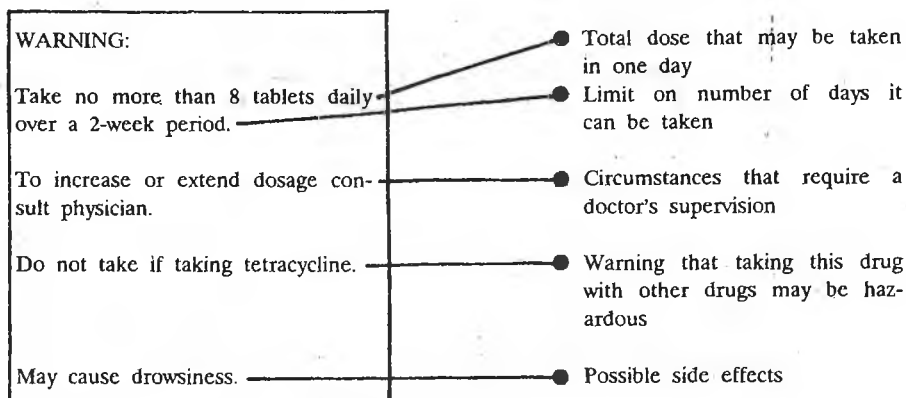 WARNING:
Take no more than 8 tablets daily
over a 2-week period.
To increase or extend dosage con-
sult physician.
Do not take if taking tetracycline.
May cause drowsiness.
Total dose that may be taken
in one day
Limit on number of days it
can be taken
Circumstances that require a
doctor's supervision
Warning that taking this drug
with other drugs may be haz-
ardous
Possible side effects